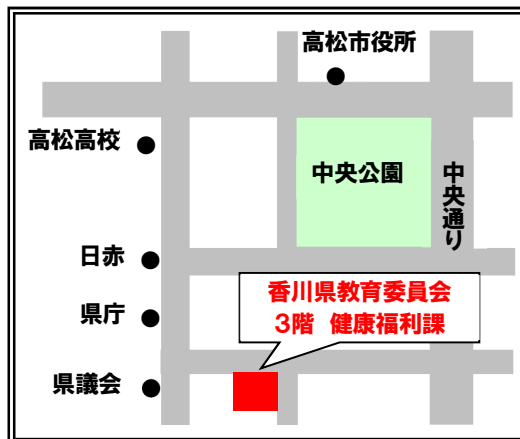 高松市役所
高松高校
中央公園
中央通り
日赤
香川県教育委員会
3階 健康福利課
県庁
県議会